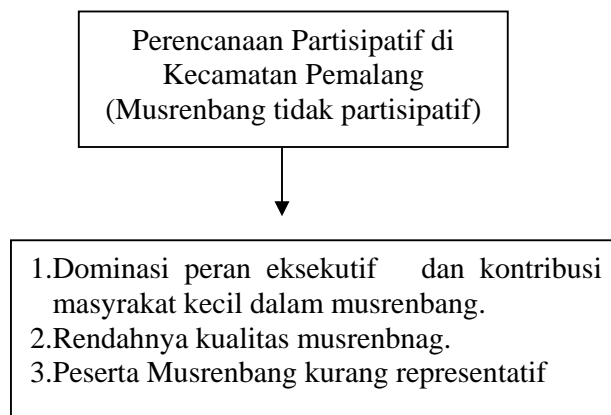 Perencanaan Partisipatif di
Kecamatan Pemalang
(Musrenbang tidak partisipatif)
1.Dominasi peran eksekutif dan kontribusi
masyrakat kecil dalam musrenbang.
2.Rendahnya kualitas musrenbnag.
3.Peserta Musrenbang kurang representatif